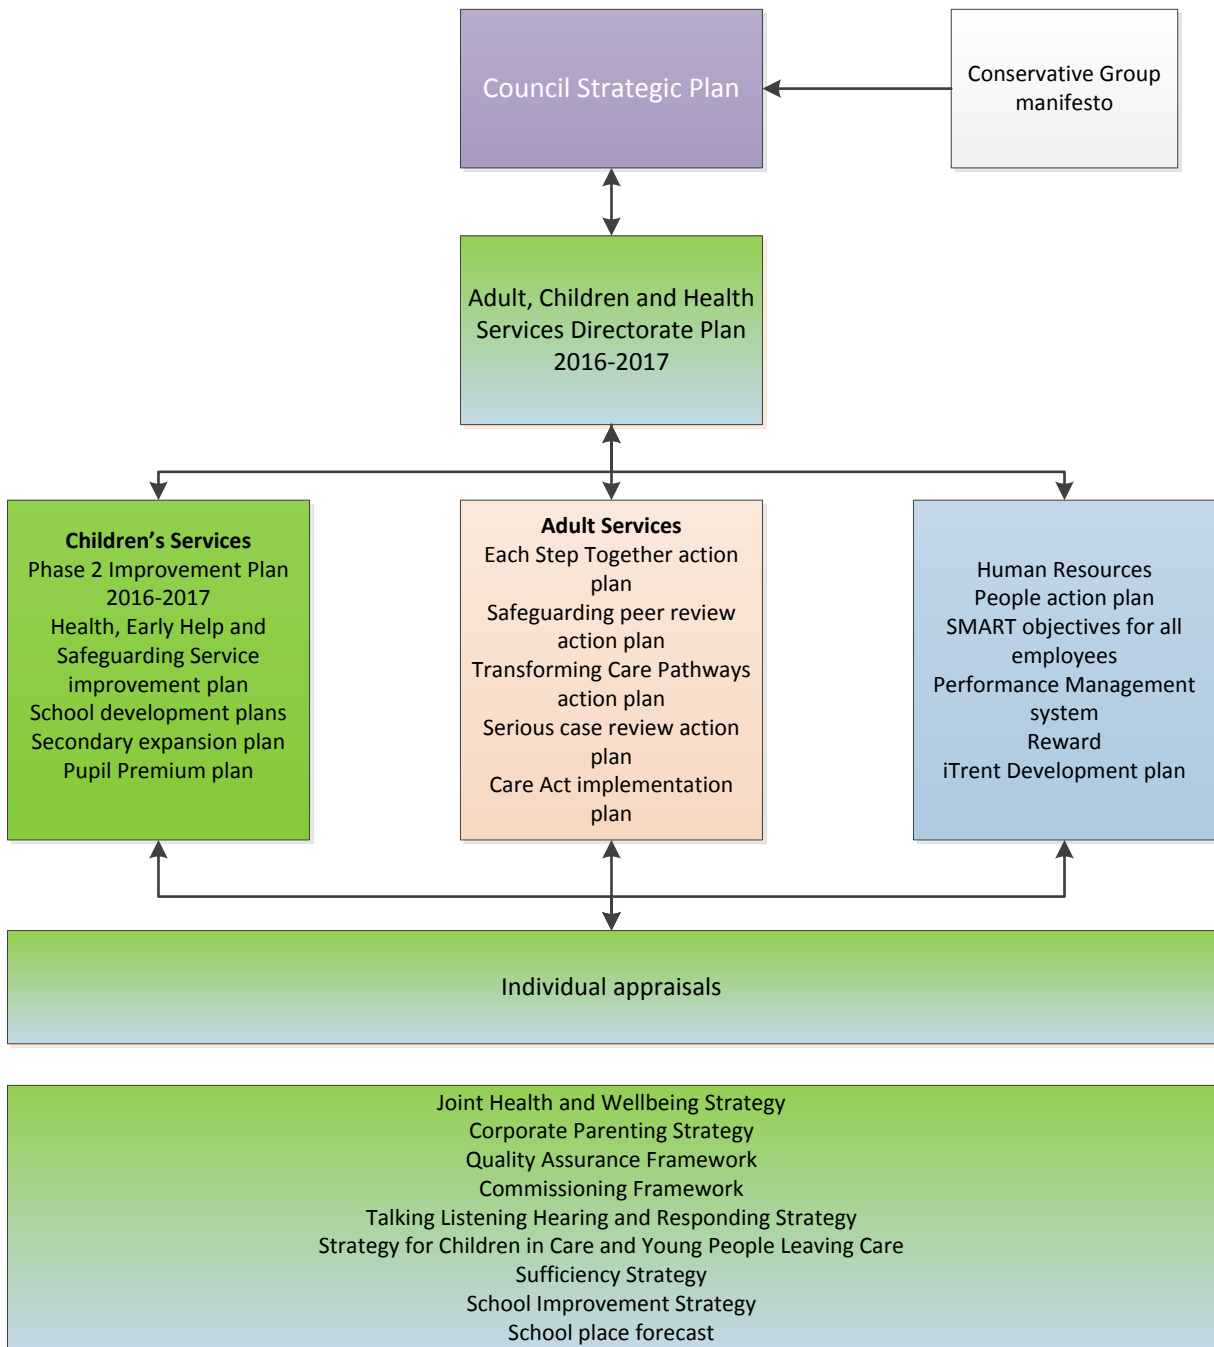 Council Strategic Plan
Conservative Group
manifesto
Adult, Children and Health
Services Directorate Plan
2016-2017
Children’s Services
Phase 2 Improvement Plan
2016-2017
Health, Early Help and
Safeguarding Service
improvement plan
School development plans
Secondary expansion plan
Pupil Premium plan
Adult Services
Each Step Together action
plan
Safeguarding peer review
action plan
Transforming Care Pathways
action plan
Serious case review action
plan
Care Act implementation
plan
Human Resources
People action plan
SMART objectives for all
employees
Performance Management
system
Reward
iTrent Development plan
Individual appraisals
Joint Health and Wellbeing Strategy
Corporate Parenting Strategy
Quality Assurance Framework
Commissioning Framework
Talking Listening Hearing and Responding Strategy
Strategy for Children in Care and Young People Leaving Care
Sufficiency Strategy
School Improvement Strategy
School place forecast